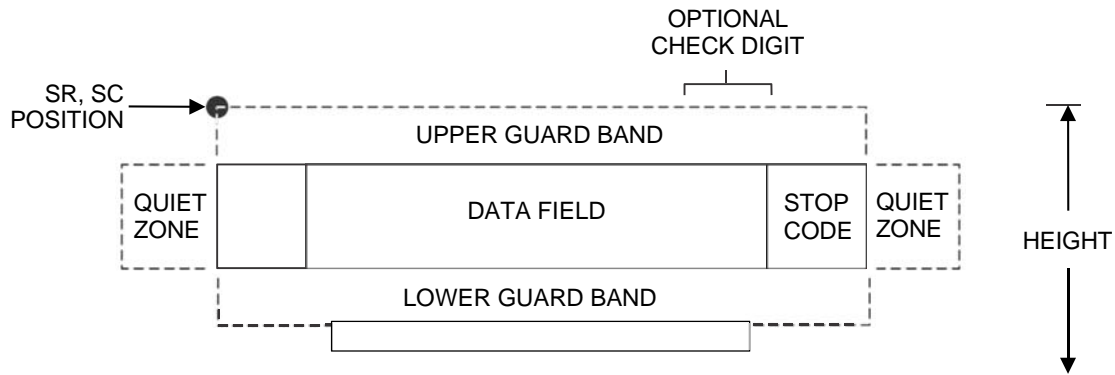 OPTIONAL
CHECK DIGIT
SR, SC
POSITION
UPPER GUARD BAND
QUIET
ZONE
DATA FIELD
STOP
CODE
QUIET
ZONE
HEIGHT
LOWER GUARD BAND